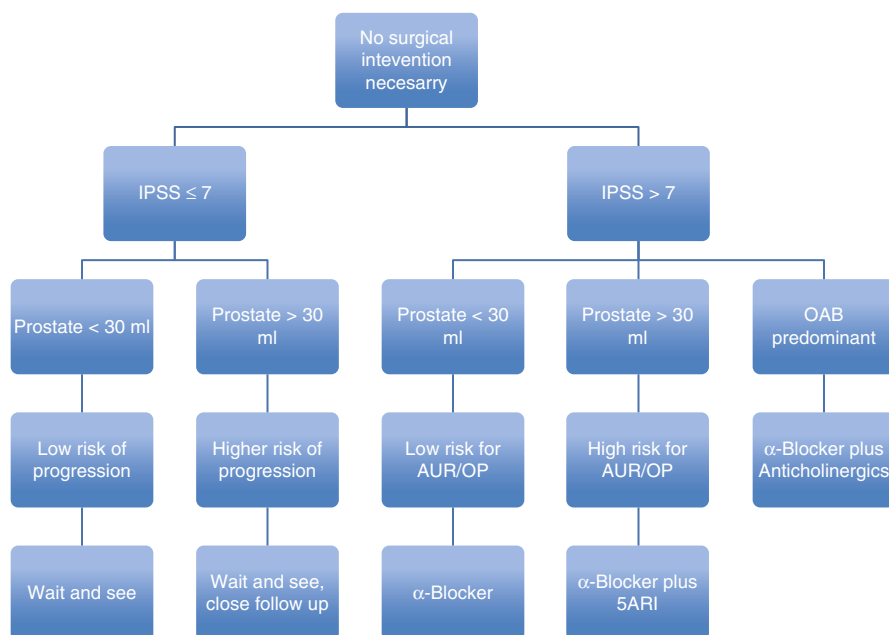 No surgical
intevention
necesarry
IPSS ≤ 7
IPSS > 7
Prostate < 30 ml
Prostate > 30
ml
Prostate < 30
ml
Prostate > 30
ml
OAB
predominant
Low risk of
progression
Higher risk of
progression
Low risk for
AUR/OP
High risk for
AUR/OP
α-Blocker plus
Anticholinergics
Wait and see
Wait and see,
close follow up
α-Blocker
α-Blocker plus
5ARI